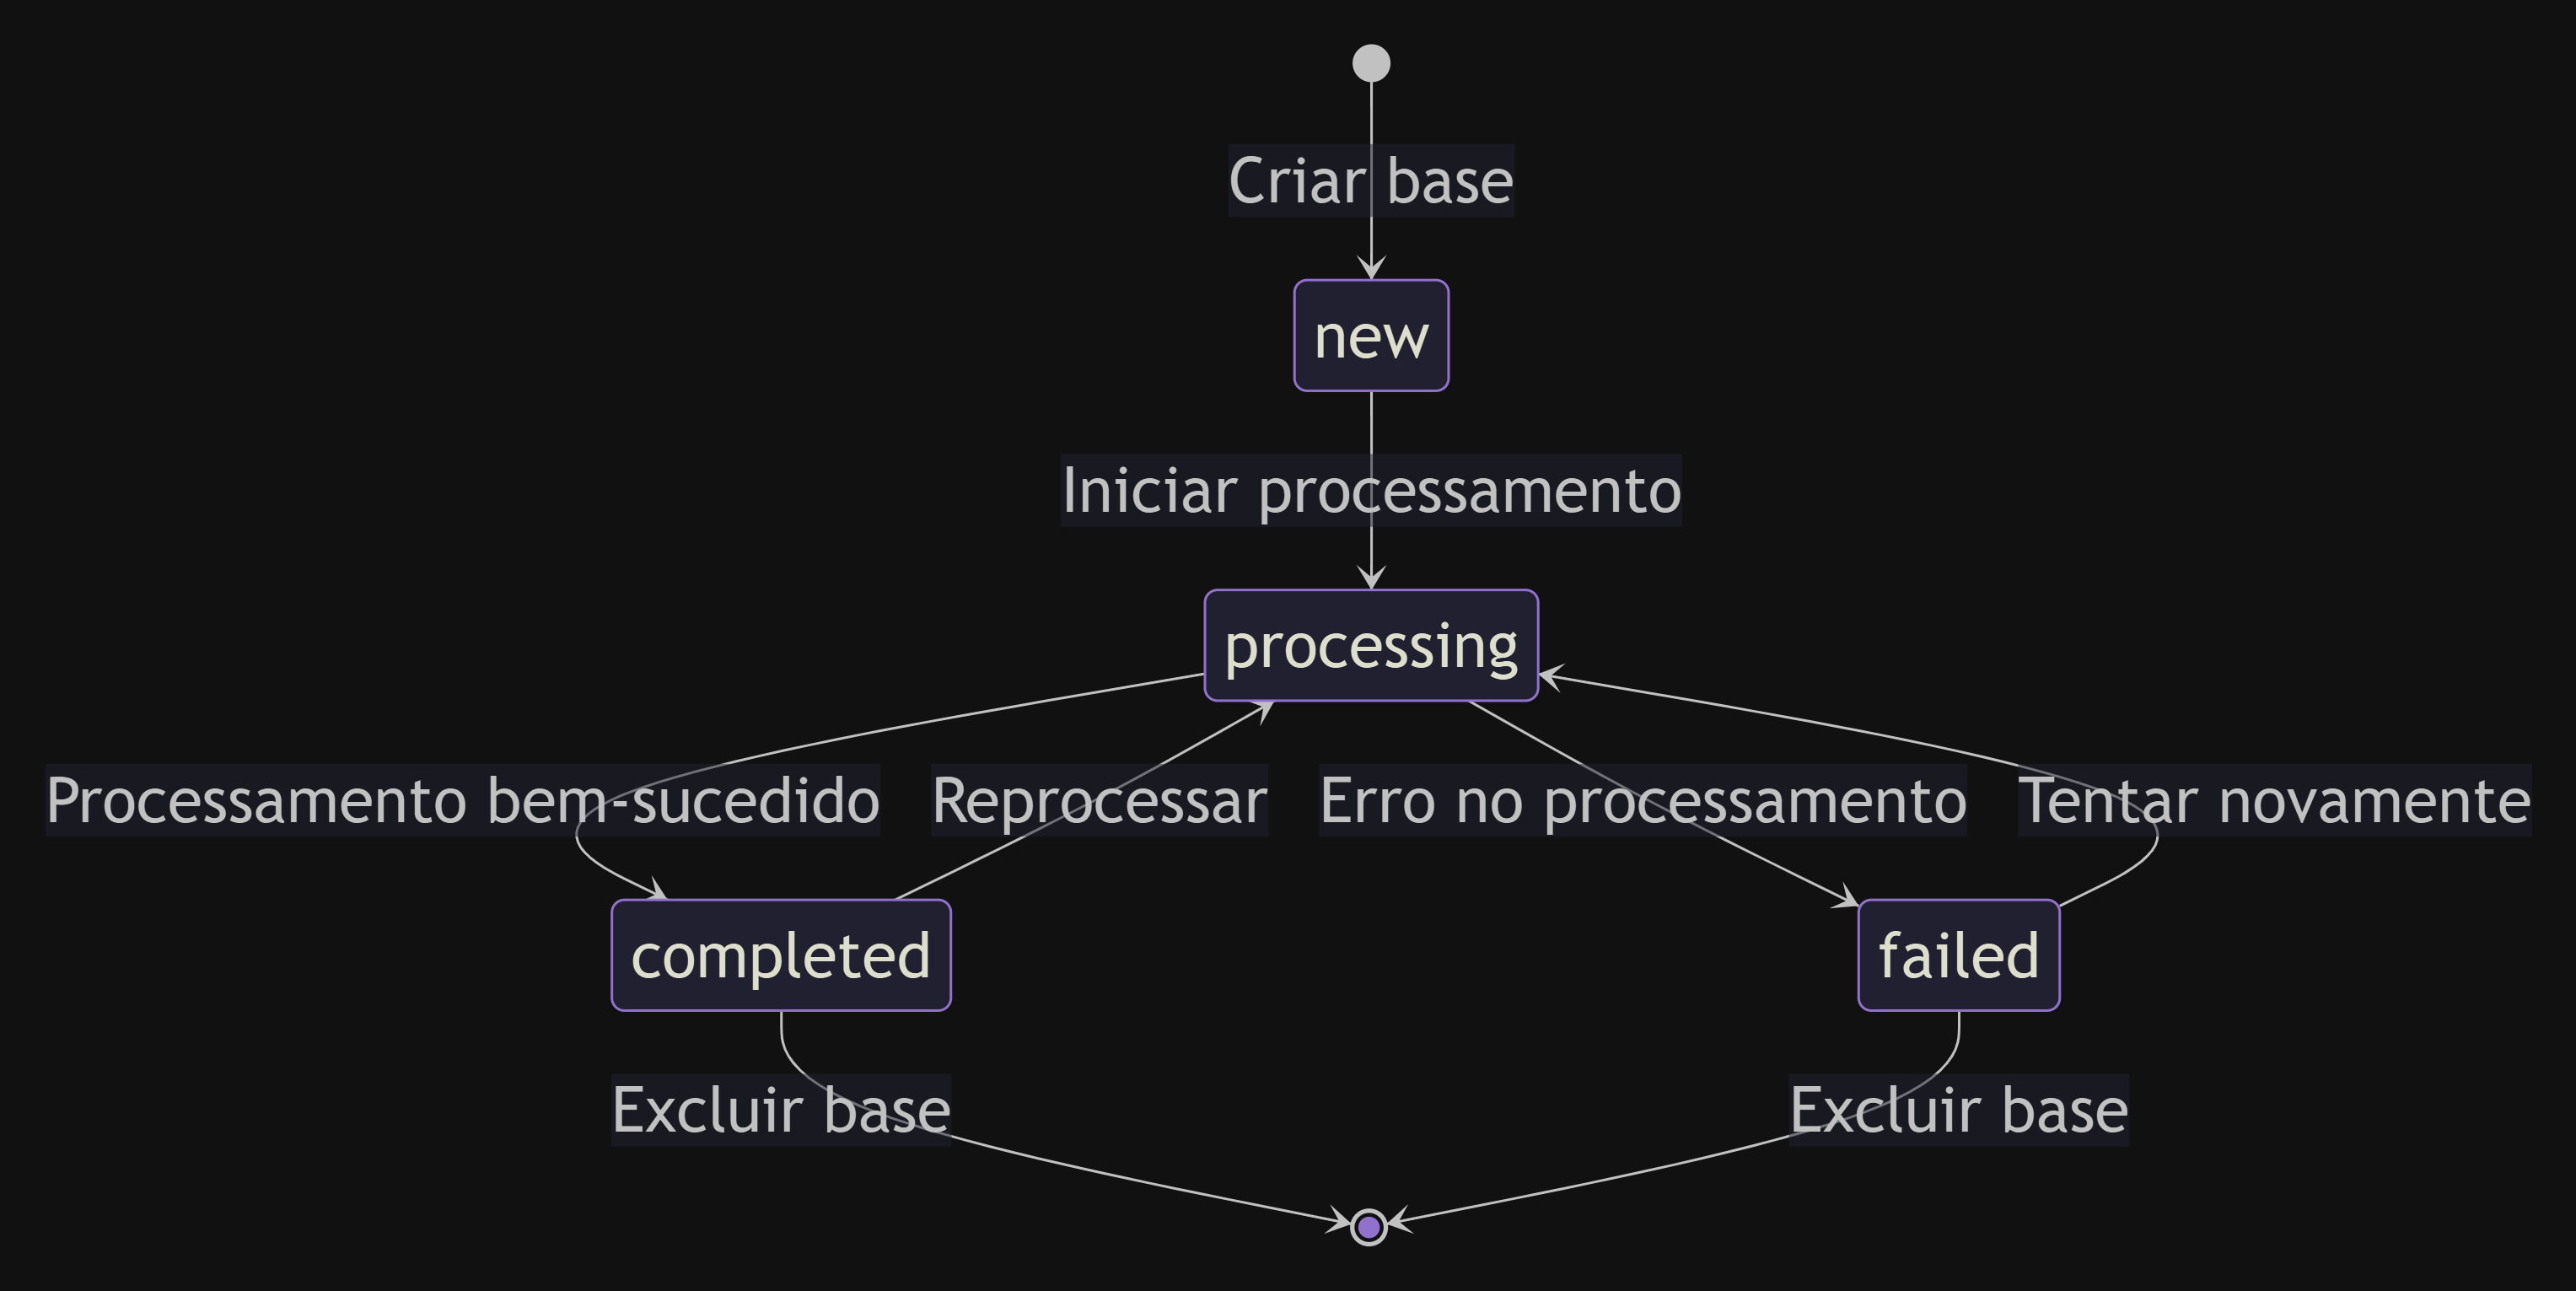 Criar base
new
Iniciar processamento
processing
Processamento bem-sucedido
Reprocessar
Erro no processamento
Tentar novamente
completed
failed
Excluir base
Excluir base